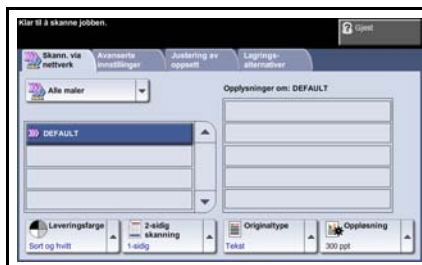 Klar til å skanne jobben.
Gjest
Skann. via nettverk
Avanserte innstillinger
Justering av oppsett
Lagrings-alternativer
Alle maler
Opplysninger om: DEFAULT
DEFAULT
Leveringsfarge
Sort og hvitt
2-sidig skanning
1-sidig
Originaltype
Tekst
Oppløsning
300 ppt